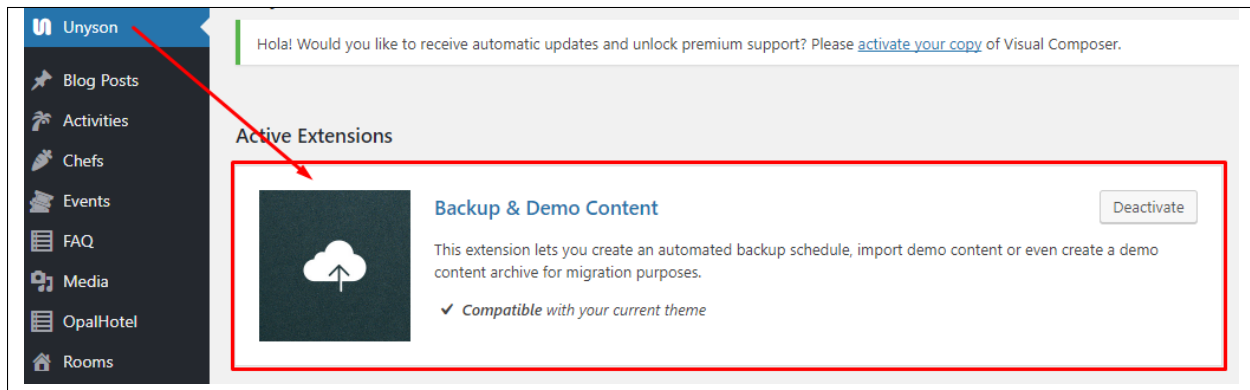 Unyson
Blog Posts
Activities
Chefs
Events
FAQ
Media
OpalHotel
Rooms
Hola! Would you like to receive automatic updates and unlock premium support? Please activate your copy of Visual Composer.
Active Extensions
Backup & Demo Content
Deactivate
This extension lets you create an automated backup schedule, import demo content or even create a demo
content archive for migration purposes.
✔ Compatible with your current theme